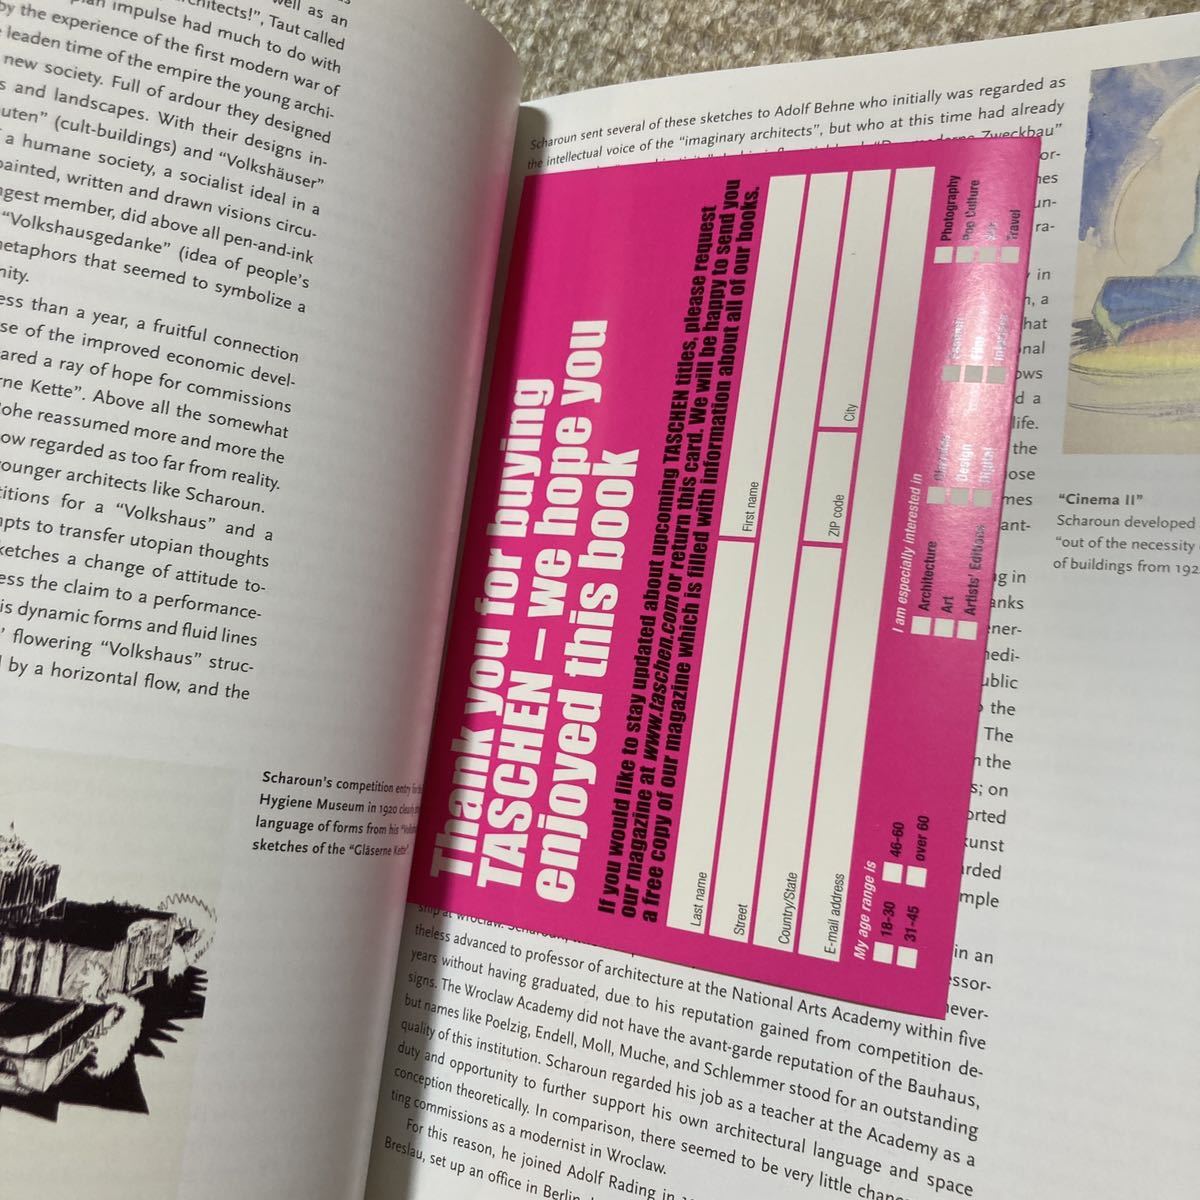 well as an
architects!", Taut called
impulse had much to do with
by the experience of the first modern war of
leaden time of the empire the young archi-
new society. Full of ardour they designed
s and landscapes. With their designs in-
uten" (cult-buildings) and "Volkshäuser"
a humane society, a socialist ideal in a
painted, written and drawn visions circu-
ngest member, did above all pen-and-ink
"Volkshausgedanke" (idea of people's
metaphors that seemed to symbolize a
nity.
ess than a year, a fruitful connection
se of the improved economic devel-
ared a ray of hope for commissions
rne Kette". Above all the somewhat
ohe reassumed more and more the
ow regarded as too far from reality.
ounger architects like Scharoun.
titions for a "Volkshaus" and a
mpts to transfer utopian thoughts
ketches a change of attitude to-
ess the claim to a performance-
is dynamic forms and fluid lines
flowering "Volkshaus" struc-
by a horizontal flow, and the
Scharoun's competition entry
Hygiene Museum in 1920
language of forms from his
sketches of the "Gläserne Kette"
Scharoun sent several of these sketches to Adolf Behne who initially was regarded as
the intellectual voice of the "imaginary architects", but who at this time had already
Zweckbau"
Thank you for buying
TASCHEN – we hope you
enjoyed this book
If you would like to stay updated about upcoming TASCHEN titles, please request
our magazine at www.taschen.com or return this card. We will be happy to send you
a free copy of our magazine which is filled with information about all of our books.
Last name
First name
Street
Country/State
ZIP code
City
E-mail address
My age range is
18-30
46-60
31-45
over 60
I am especially interested in
Architecture
Art
Artists' Editions
Design
Digital
Film
Photography
Pop Culture
Travel
theless advanced to professor of architecture at the National Arts Academy within five
years without having graduated, due to his reputation gained from competition de-
signs. The Wroclaw Academy did not have the avant-garde reputation of the Bauhaus,
but names like Poelzig, Endell, Moll, Muche, and Schlemmer stood for an outstanding
quality of this institution. Scharoun regarded his job as a teacher at the Academy as a
duty and opportunity to further support his own architectural language and space
conception theoretically. In comparison, there seemed to be very little
ting commissions as a modernist in Wroclaw.
For this reason, he joined Adolf Rading in
Breslau, set up an office in Berlin
"Cinema II"
Scharoun developed
"out of the necessity
of buildings from 192